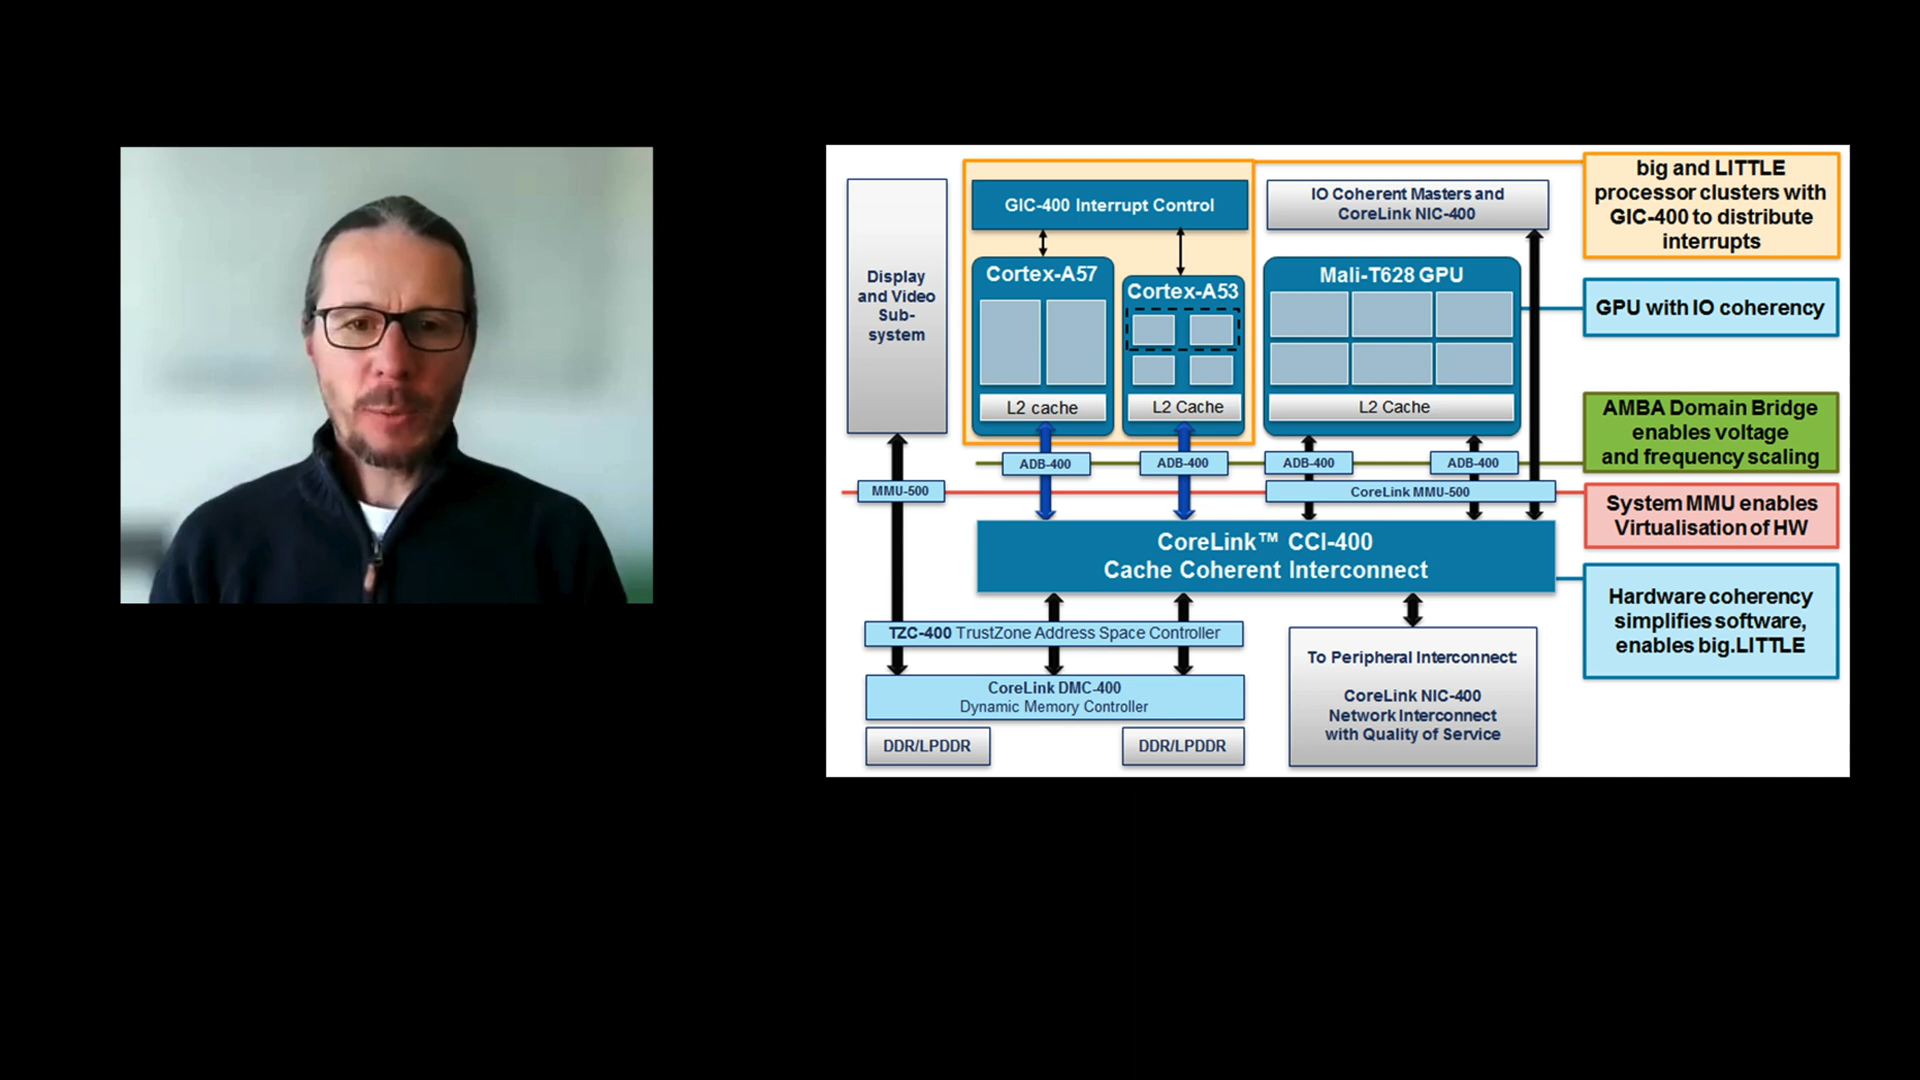 Display
and Video
Sub-
system
GIC-400 Interrupt Control
Cortex-A57
L2 cache
Cortex-A53
L2 Cache
IO Coherent Masters and
CoreLink NIC-400
Mali-T628 GPU
L2 Cache
ADB-400
ADB-400
ADB-400
ADB-400
MMU-500
CoreLink MMU-500
CoreLink™ CCI-400
Cache Coherent Interconnect
TZC-400 TrustZone Address Space Controller
CoreLink DMC-400
Dynamic Memory Controller
DDR/LPDDR
DDR/LPDDR
To Peripheral Interconnect:
CoreLink NIC-400
Network Interconnect
with Quality of Service
big and LITTLE
processor clusters with
GIC-400 to distribute
interrupts
GPU with IO coherency
AMBA Domain Bridge
enables voltage
and frequency scaling
System MMU enables
Virtualisation of HW
Hardware coherency
simplifies software,
enables big.LITTLE